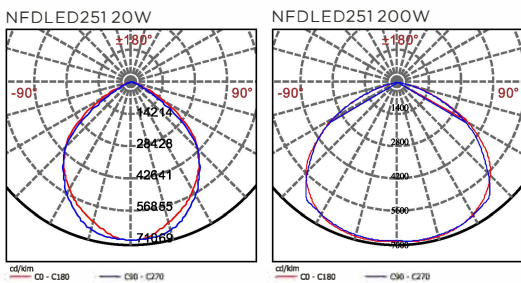 NFDLED251 20W
±180°
-90°
90°
14214
28428
42641
56855
71069
cd/klm
C0 - C180
C90 - C270
NFDLED251 200W
±180°
-90°
90°
1400
2800
4200
5600
7000
cd/klm
C0 - C180
C90 - C270